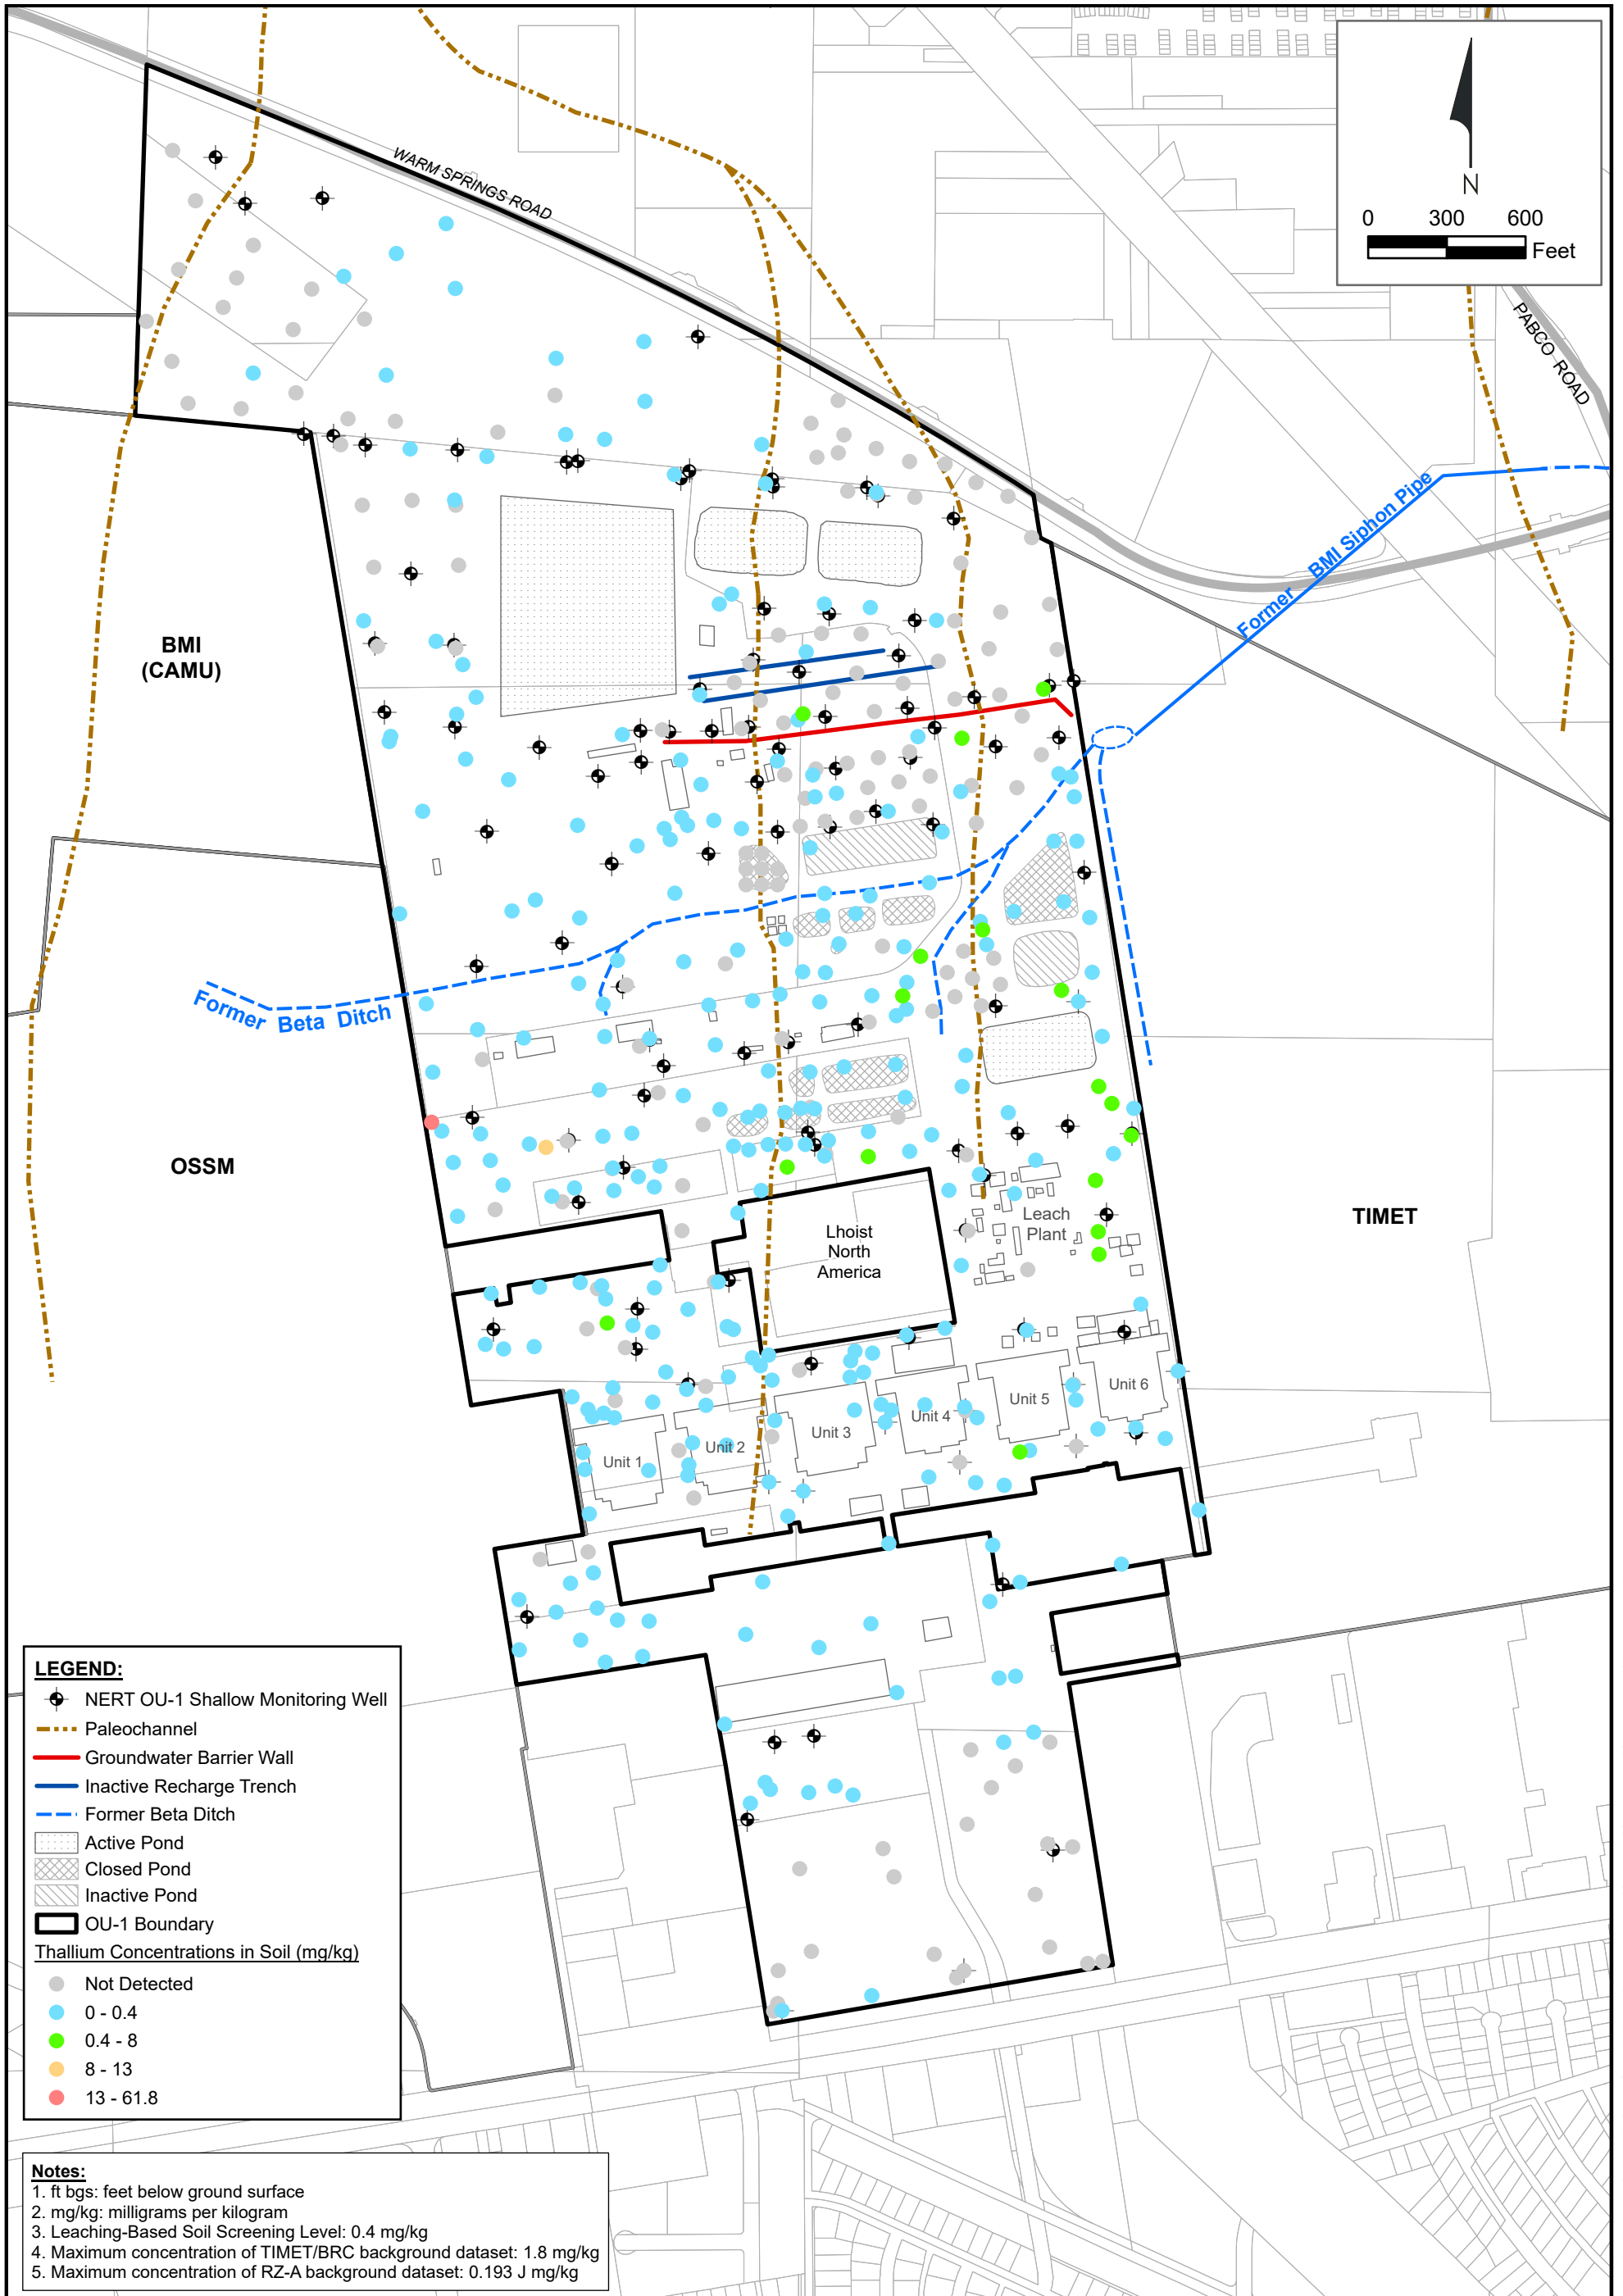 WARM SPRINGS ROAD
N
0 300 600
Feet
PABCO ROAD
Former BMI Siphon Pipe
BMI
(CAMU)
Former Beta Ditch
OSSM
TIMET
Lhoist
North
America
Leach
Plant
Unit 1
Unit 2
Unit 3
Unit 4
Unit 5
Unit 6
LEGEND:
NERT OU-1 Shallow Monitoring Well
Paleochannel
Groundwater Barrier Wall
Inactive Recharge Trench
Former Beta Ditch
Active Pond
Closed Pond
Inactive Pond
OU-1 Boundary
Thallium Concentrations in Soil (mg/kg)
Not Detected
0 - 0.4
0.4 - 8
8 - 13
13 - 61.8
Notes:
1. ft bgs: feet below ground surface
2. mg/kg: milligrams per kilogram
3. Leaching-Based Soil Screening Level: 0.4 mg/kg
4. Maximum concentration of TIMET/BRC background dataset: 1.8 mg/kg
5. Maximum concentration of RZ-A background dataset: 0.193 J mg/kg